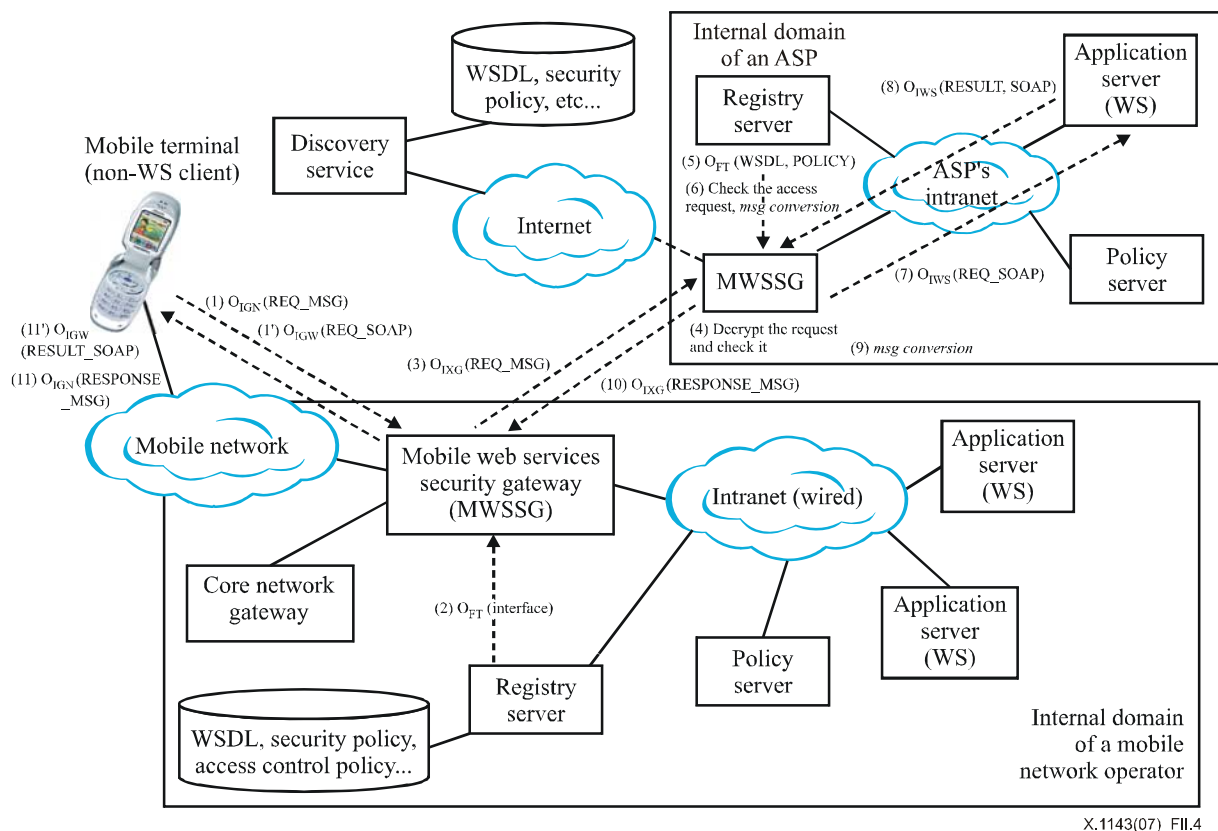 WSDL, security
policy, etc...
Discovery
service
Internet
Mobile terminal
(non-WS client)
Internal domain
of an ASP
Registry
server
Application
server
(WS)
(8) O_IWS (RESULT, SOAP)
(5) O_FT (WSDL, POLICY)
(6) Check the access
request, msg conversion
ASP's
intranet
MWSSG
Policy
server
(7) O_IWS (REQ_SOAP)
(4) Decrypt the request
and check it
(9) msg conversion
(1) O_IGN (REQ_MSG)
(1') O_IGW (REQ_SOAP)
(11') O_IGW
(RESULT_SOAP)
(11) O_IGN (RESPONSE
_MSG)
(3) O_IXG (REQ_MSG)
(10) O_IXG (RESPONSE_MSG)
Mobile network
Mobile web services
security gateway
(MWSSG)
Intranet (wired)
Application
server
(WS)
Core network
gateway
(2) O_FT (interface)
Application
server
(WS)
Policy
server
Registry
server
WSDL, security policy,
access control policy...
Internal domain
of a mobile
network operator
X.1143(07)_FII.4